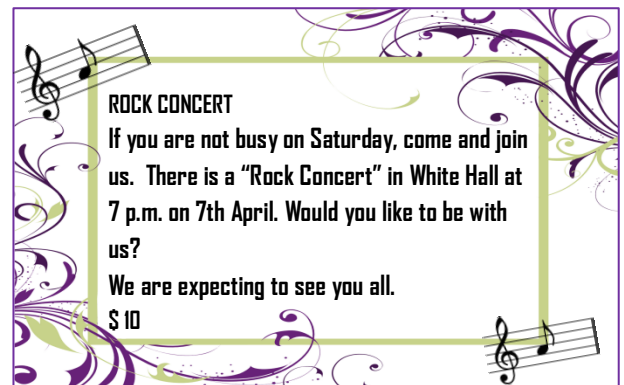 ROCK CONCERT
If you are not busy on Saturday, come and join
us.  There is a “Rock Concert” in White Hall at
7 p.m. on 7th April. Would you like to be with
us?
We are expecting to see you all.
$ 10